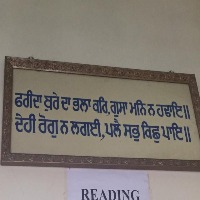 ਫਰੀਦਾ ਬੁਰੇ ਦਾ ਭਲਾ ਕਰਿ, ਗੁਸਾ ਮਨਿ ਨ ਹਢਾਇ॥
ਦੇਹੀ ਰੋਗੁ ਨ ਲਗਈ, ਪਲੈ ਸਭੁ ਕਿਛੁ ਪਾਇ॥
READING